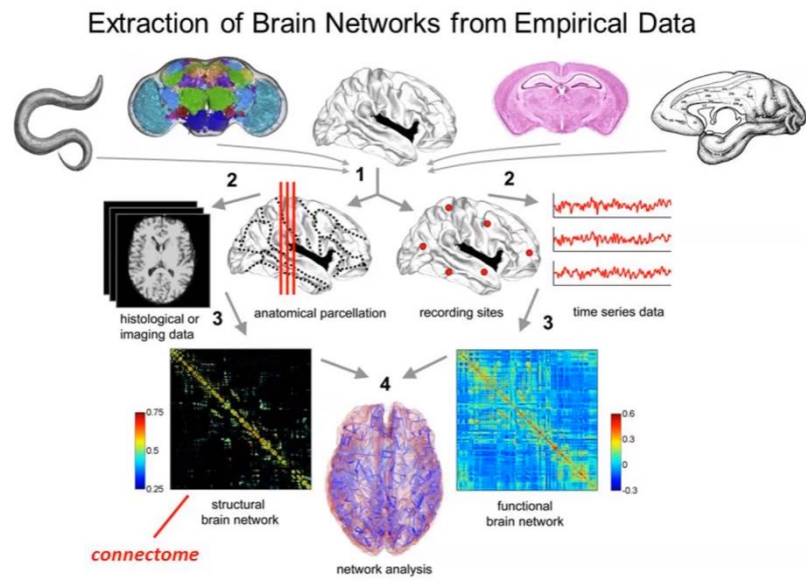 Extraction of Brain Networks from Empirical Data
1
2
2
histological or
imaging data
3
anatomical parcellation
recording sites
3
time series data
4
0.75
0.5
0.25
0.6
0.3
0
-0.3
structural
brain network
functional
brain network
connectome
network analysis